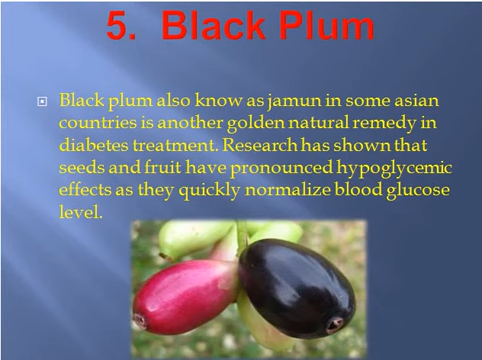 5.  Black Plum
Black plum also know as jamun in some asian
countries is another golden natural remedy in
diabetes treatment. Research has shown that
seeds and fruit have pronounced hypoglycemic
effects as they quickly normalize blood glucose
level.